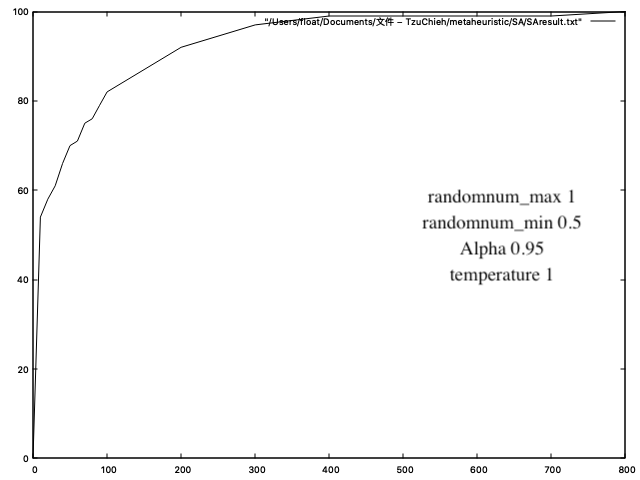 100
"/Users/float/Documents/文件 – TzuChieh/metaheuristic/SA/SAresult.txt"
80
60
40
20
0
randomnum_max 1
randomnum_min 0.5
Alpha 0.95
temperature 1
0 100 200 300 400 500 600 700 800